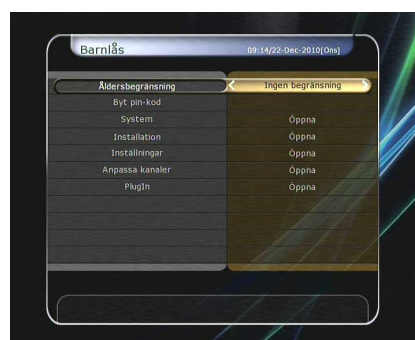 Barnlås 09:14/22-Dec-2010[Ons]
Åldersbegränsning Ingen begränsning
Byt pin-kod
System Öppna
Installation Öppna
Inställningar Öppna
Anpassa kanaler Öppna
PlugIn Öppna